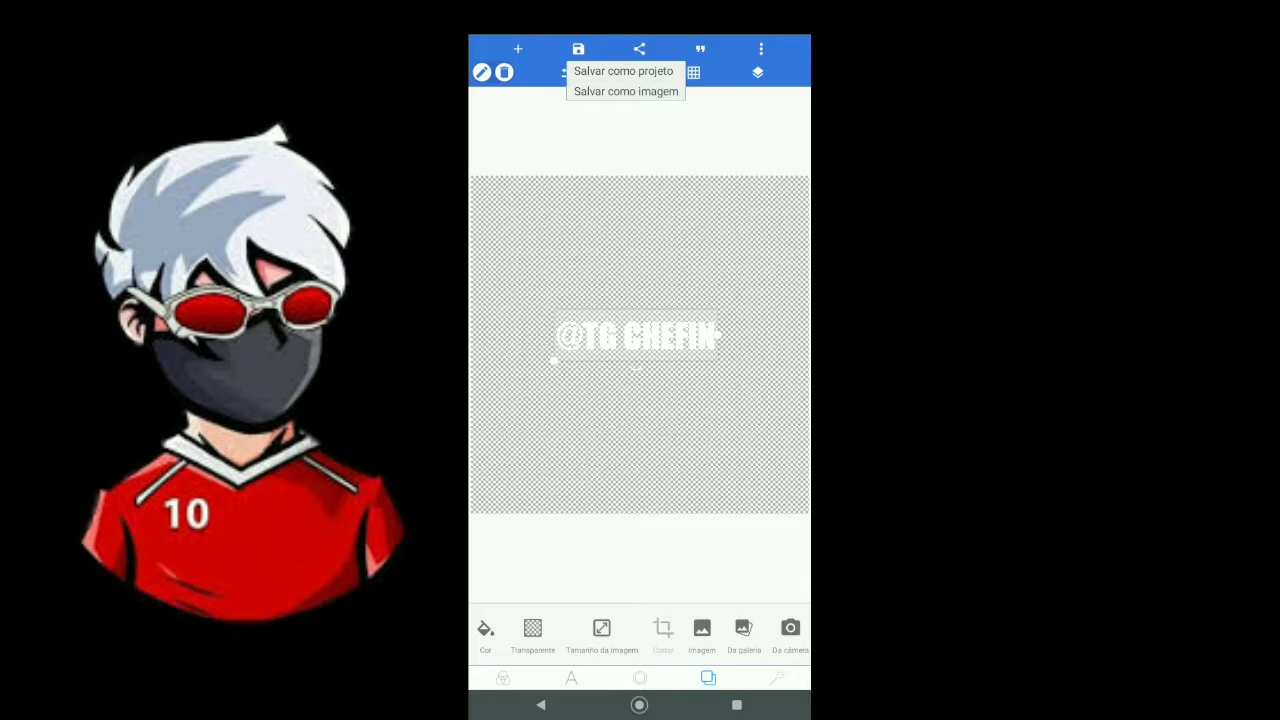 Salvar como projeto
Salvar como imagem
@TG CHEFIN
10
Cor
Transparente
Tamanho da imagem
Cortar
Imagem
Da galeria
Da câmera